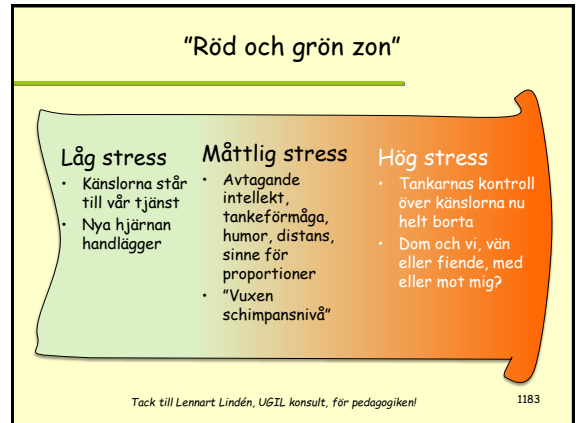 "Röd och grön zon"
Låg stress
• Känslorna står
till vår tjänst
• Nya hjärnan
handlägger
Måttlig stress
• Avtagande
intellekt,
tankeförmåga,
humor, distans,
sinne för
proportioner
• "Vuxen
schimpansnivå"
Hög stress
• Tankarnas kontroll
över känslorna nu
helt borta
• Dom och vi, vän
eller fiende, med
eller mot mig?
Tack till Lennart Lindén, UGIL konsult, för pedagogiken!
1183